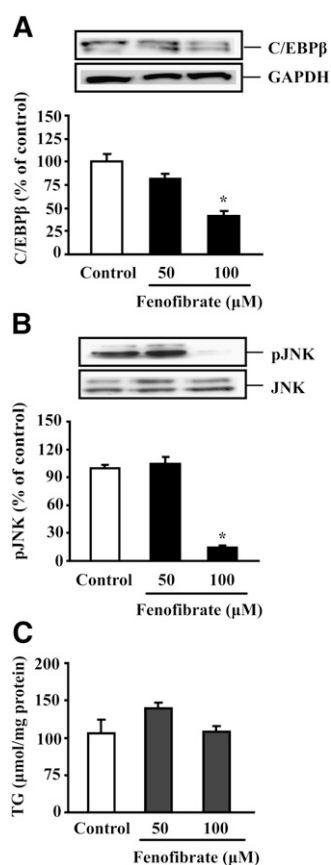 A
C/EBPβ
GAPDH
C/EBPβ (% of control)
150
125
100
75
50
25
0
*
Control 50 100
Fenofibrate (μM)
B
pJNK
JNK
pJNK (% of control)
150
120
90
60
30
0
*
Control 50 100
Fenofibrate (μM)
C
TG (μmol/mg protein)
200
150
100
75
0
Control 50 100
Fenofibrate (μM)